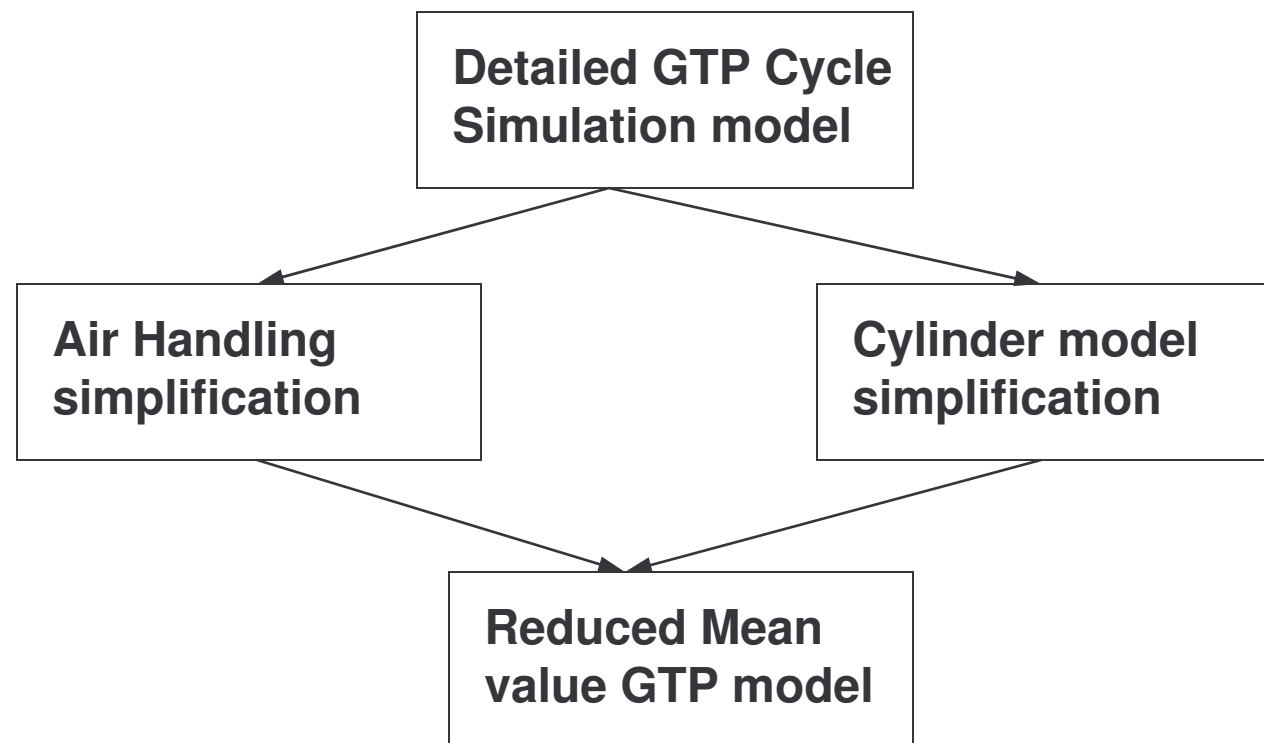 Detailed GTP Cycle
Simulation model
Air Handling
simplification
Cylinder model
simplification
Reduced Mean
value GTP model